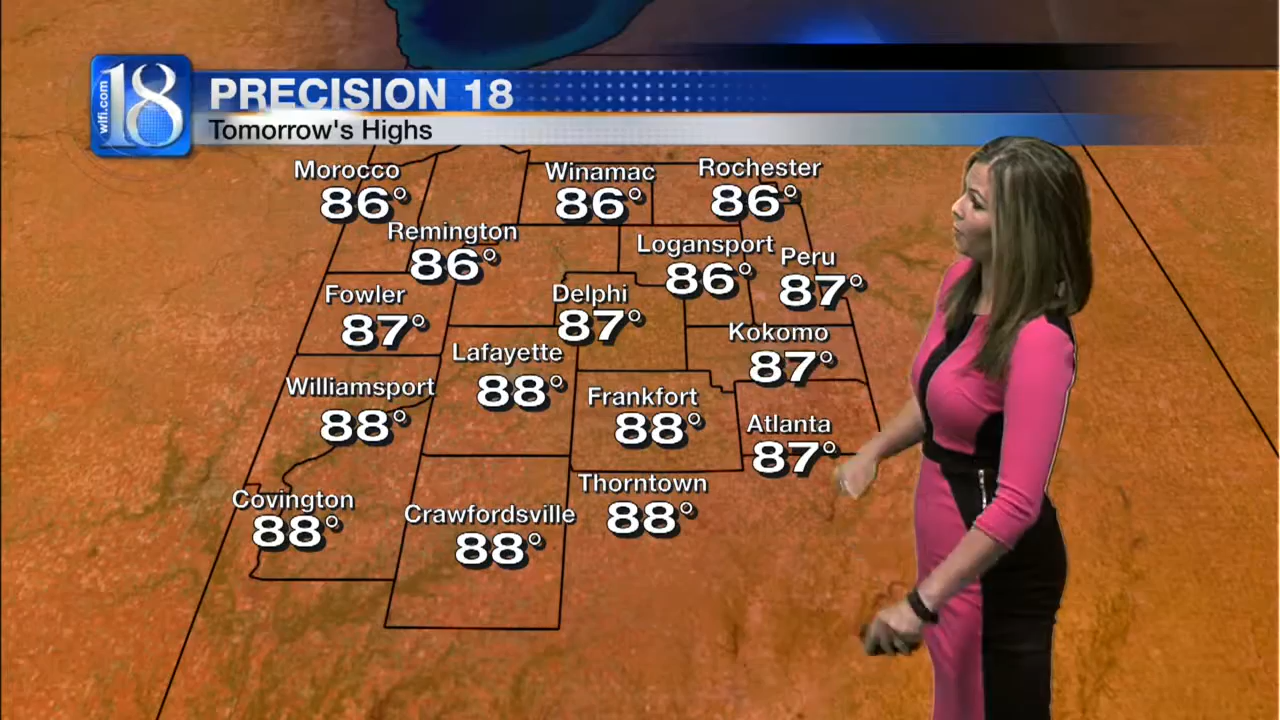 wlfi.com
18
PRECISION 18
Tomorrow's Highs
Morocco
86°
Winamac
86°
Rochester
86°
Remington
86°
Logansport
86°
Peru
87°
Fowler
87°
Delphi
87°
Kokomo
87°
Lafayette
88°
Williamsport
88°
Frankfort
88°
Atlanta
87°
Thorntown
88°
Covington
88°
Crawfordsville
88°